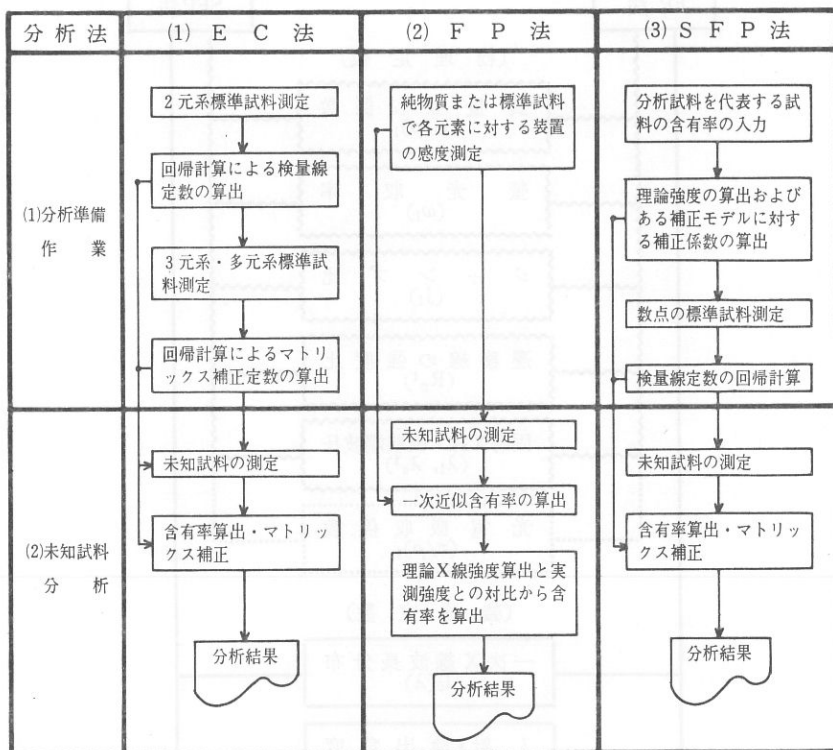 分析法
(1) E C 法
(2) F P 法
(3) S F P 法
(1)分析準備
作業
2元系標準試料測定
回帰計算による検量線
定数の算出
3元系・多元系標準試
料測定
回帰計算によるマトリ
ックス補正定数の算出
純物質または標準試料
で各元素に対する装置
の感度測定
分析試料を代表する試
料の含有率の入力
理論強度の算出および
ある補正モデルに対す
る補正係数の算出
数点の標準試料測定
検量線定数の回帰計算
(2)未知試料
分析
未知試料の測定
含有率算出・マトリッ
クス補正
分析結果
未知試料の測定
一次近似含有率の算出
理論X線強度算出と実
測強度との対比から含
有率を算出
分析結果
未知試料の測定
含有率算出・マトリッ
クス補正
分析結果